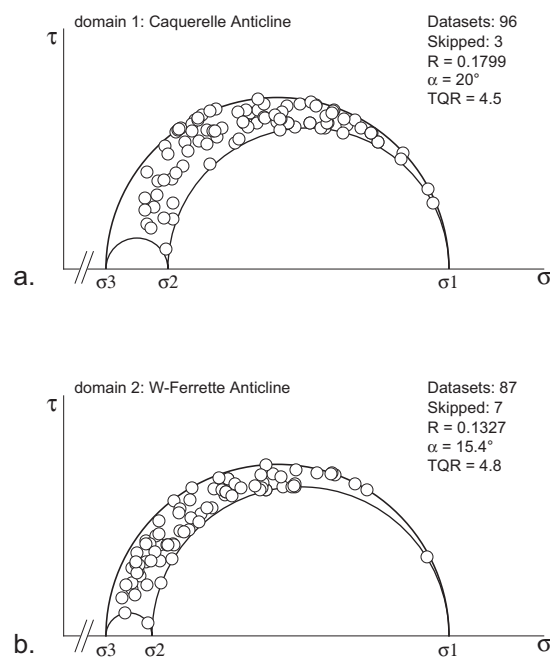 domain 1: Caquerelle Anticline
Datasets: 96
Skipped: 3
R = 0.1799
α = 20°
TQR = 4.5
τ
a.
σ3
σ2
σ1
σ
domain 2: W-Ferrette Anticline
Datasets: 87
Skipped: 7
R = 0.1327
α = 15.4°
TQR = 4.8
τ
b.
σ3
σ2
σ1
σ